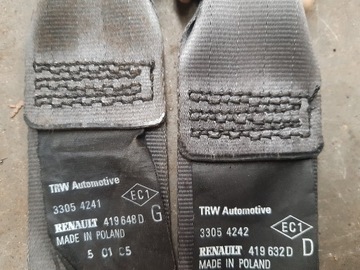 TRW Automotive
EC1
3305 4241
RENAULT 419 648 D G
MADE IN POLAND
5 01 C5
TRW Automotive
EC1
3305 4242
RENAULT 419 632 D D
MADE IN POLAND